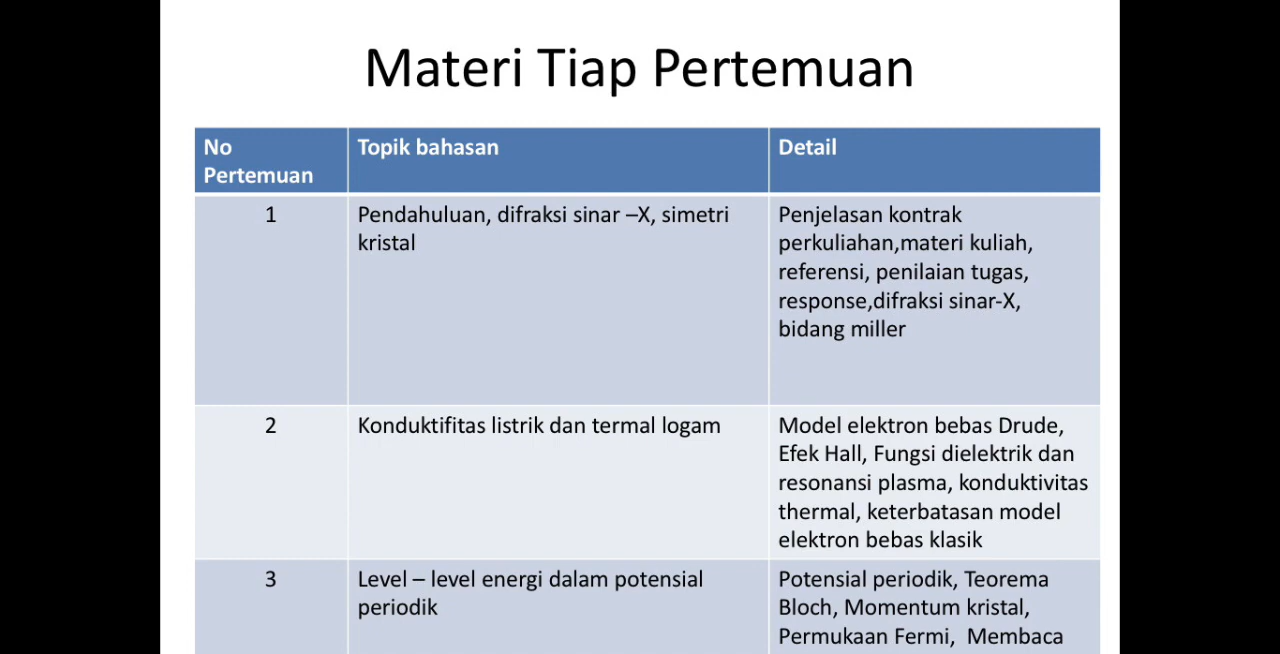 Materi Tiap Pertemuan
No
Pertemuan
Topik bahasan
Detail
1
Pendahuluan, difraksi sinar –X, simetri
kristal
Penjelasan kontrak
perkuliahan,materi kuliah,
referensi, penilaian tugas,
response,difraksi sinar-X,
bidang miller
2
Konduktifitas listrik dan termal logam
Model elektron bebas Drude,
Efek Hall, Fungsi dielektrik dan
resonansi plasma, konduktivitas
thermal, keterbatasan model
elektron bebas klasik
3
Level – level energi dalam potensial
periodik
Potensial periodik, Teorema
Bloch, Momentum kristal,
Permukaan Fermi,  Membaca